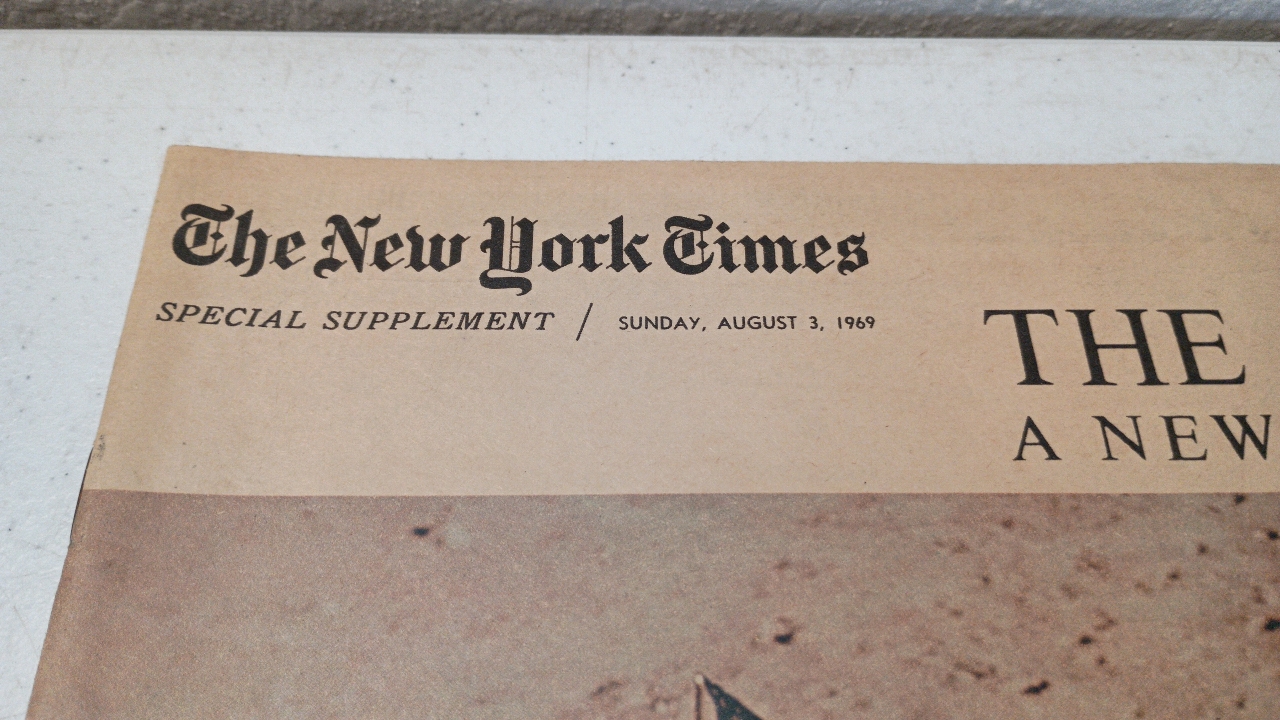 The New York Times
SPECIAL SUPPLEMENT / SUNDAY, AUGUST 3, 1969
THE
A NEW